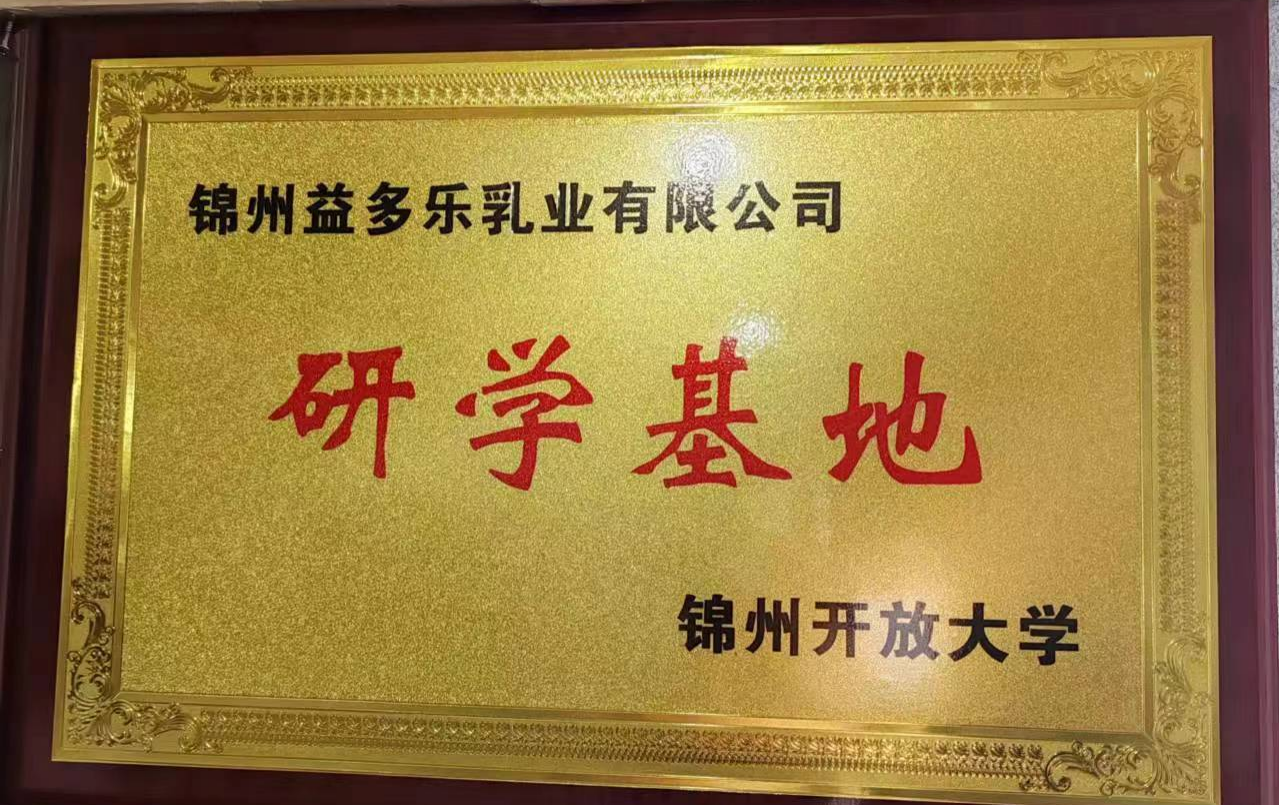 锦州益多乐乳业有限公司
研学基地
锦州开放大学